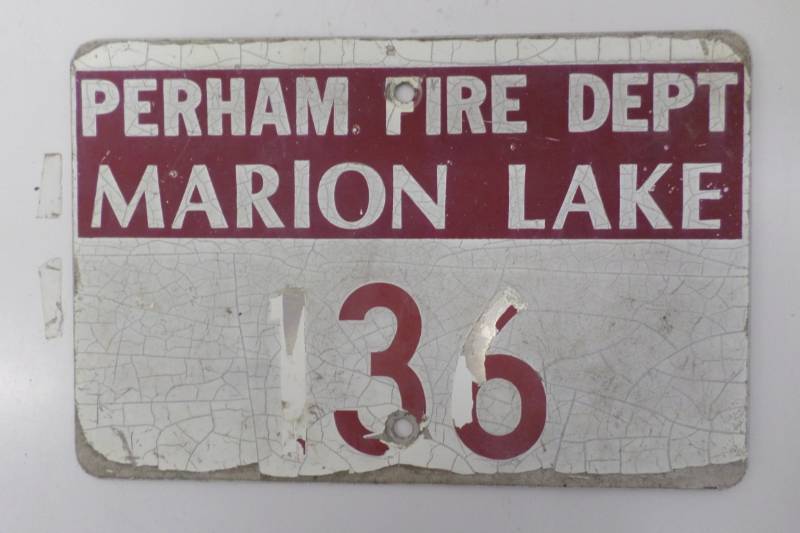 PERHAM FIRE DEPT
MARION LAKE
136